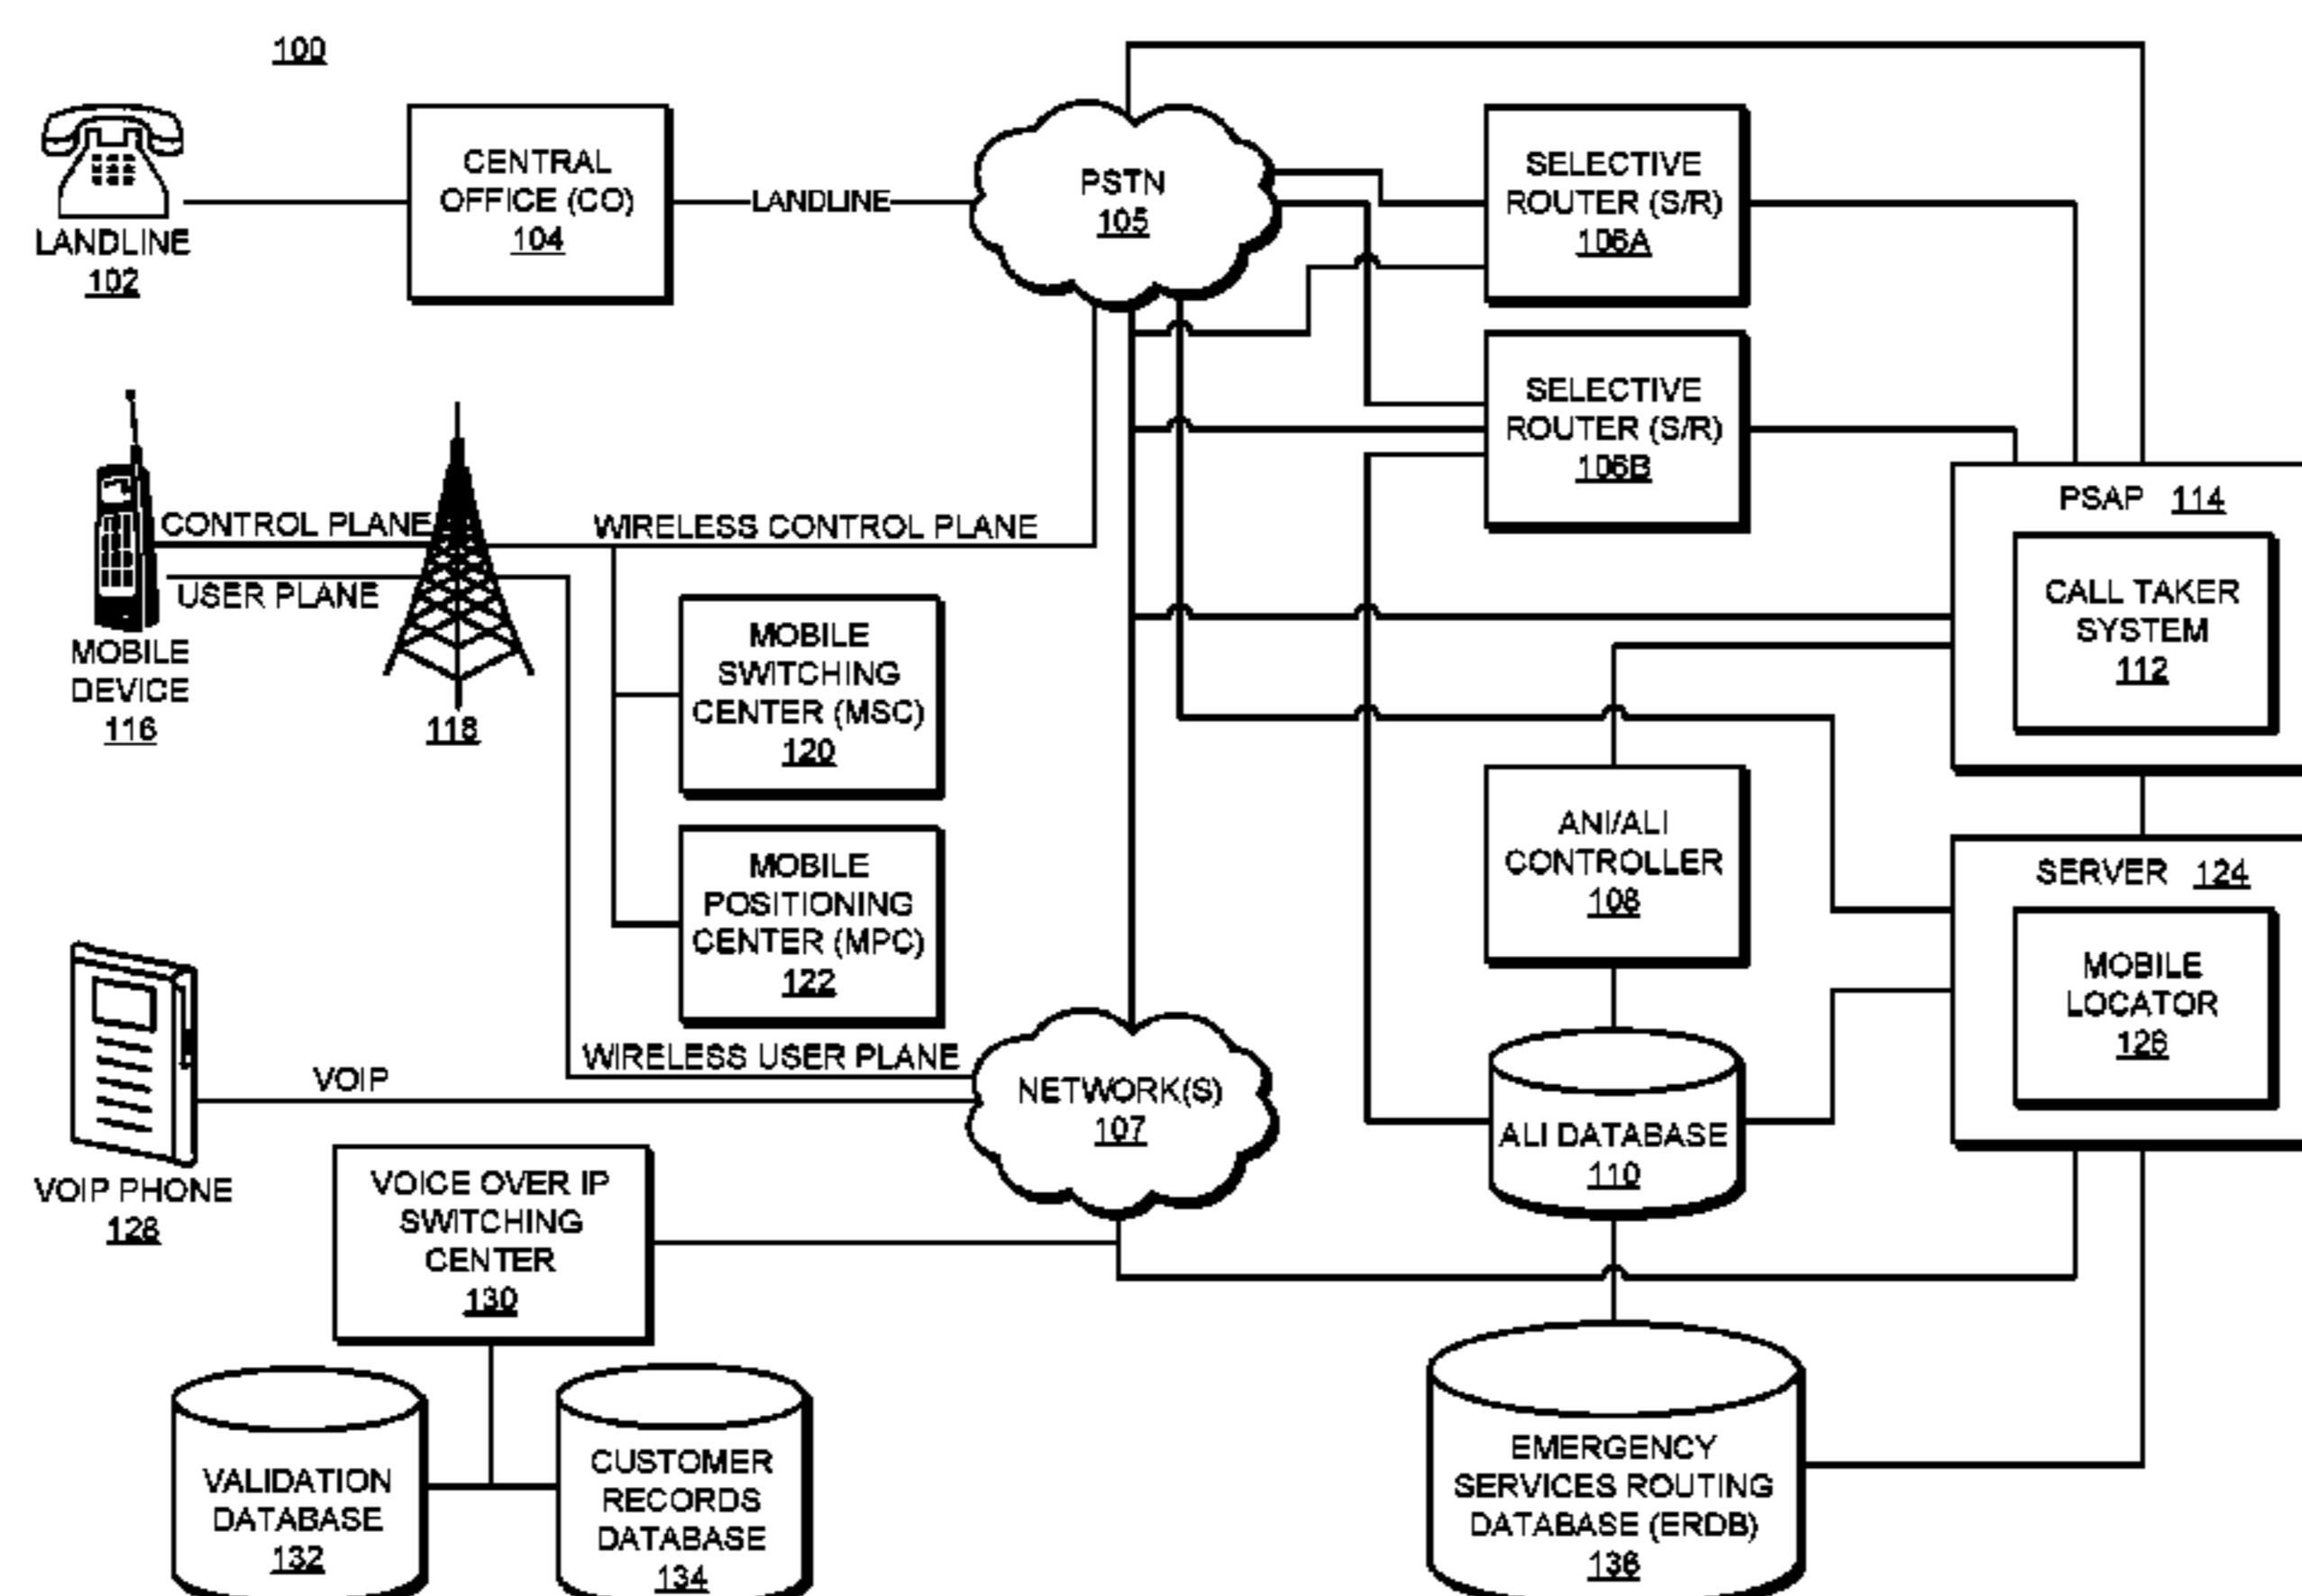 100
LANDLINE
102
CENTRAL
OFFICE (CO)
104
LANDLINE
PSTN
105
SELECTIVE
ROUTER (S/R)
106A
SELECTIVE
ROUTER (S/R)
106B
PSAP 114
CALL TAKER
SYSTEM
112
CONTROL PLANE
USER PLANE
MOBILE
DEVICE
116
118
WIRELESS CONTROL PLANE
MOBILE
SWITCHING
CENTER (MSC)
120
MOBILE
POSITIONING
CENTER (MPC)
122
WIRELESS USER PLANE
ANI/ALI
CONTROLLER
108
SERVER 124
MOBILE
LOCATOR
126
VOIP
VOIP PHONE
128
NETWORK(S)
107
ALI DATABASE
110
VOICE OVER IP
SWITCHING
CENTER
130
VALIDATION
DATABASE
132
CUSTOMER
RECORDS
DATABASE
134
EMERGENCY
SERVICES ROUTING
DATABASE (ERDB)
136